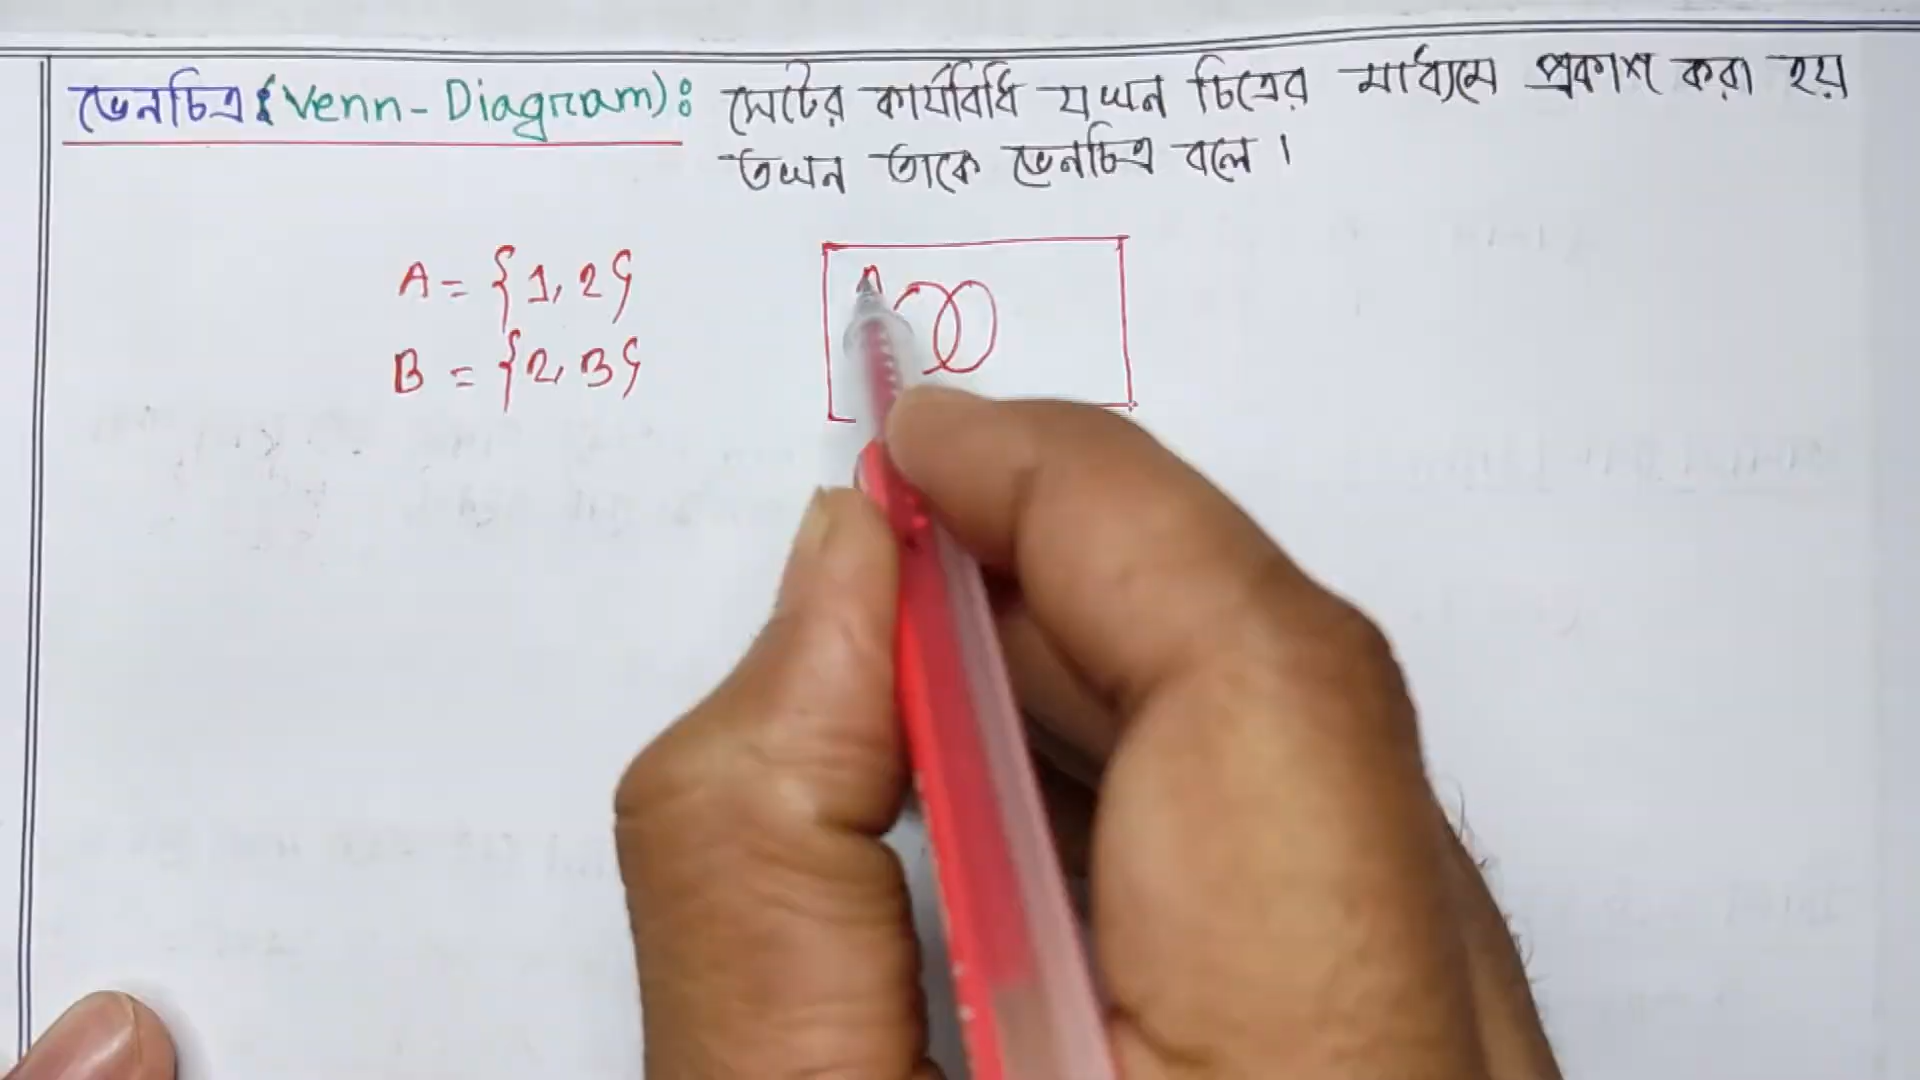 ভেনচিত্র (Venn-Diagram): সেটের কার্যবিধি যখন চিত্রের মাধ্যমে প্রকাশ করা হয়
তখন তাকে ভেনচিত্র বলে।
A = {1, 2}
B = {2, 3}
A